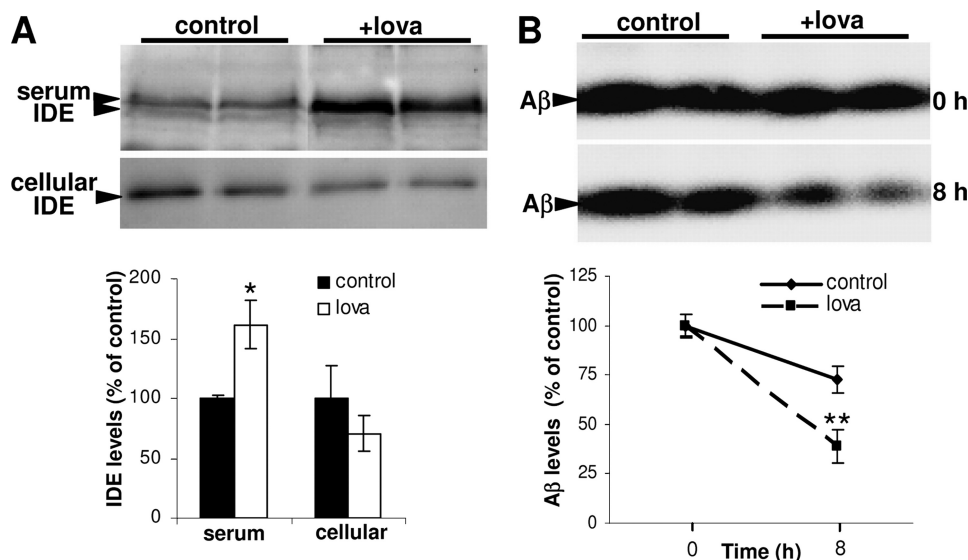 A
control
+lova
serum
IDE
cellular
IDE
IDE levels (% of control)
200
150
100
50
0
*
control
lova
serum
cellular
B
control
+lova
Aβ
0 h
Aβ
8 h
Aβ levels (% of control)
125
100
75
50
25
0
control
lova
**
0
Time (h)
8